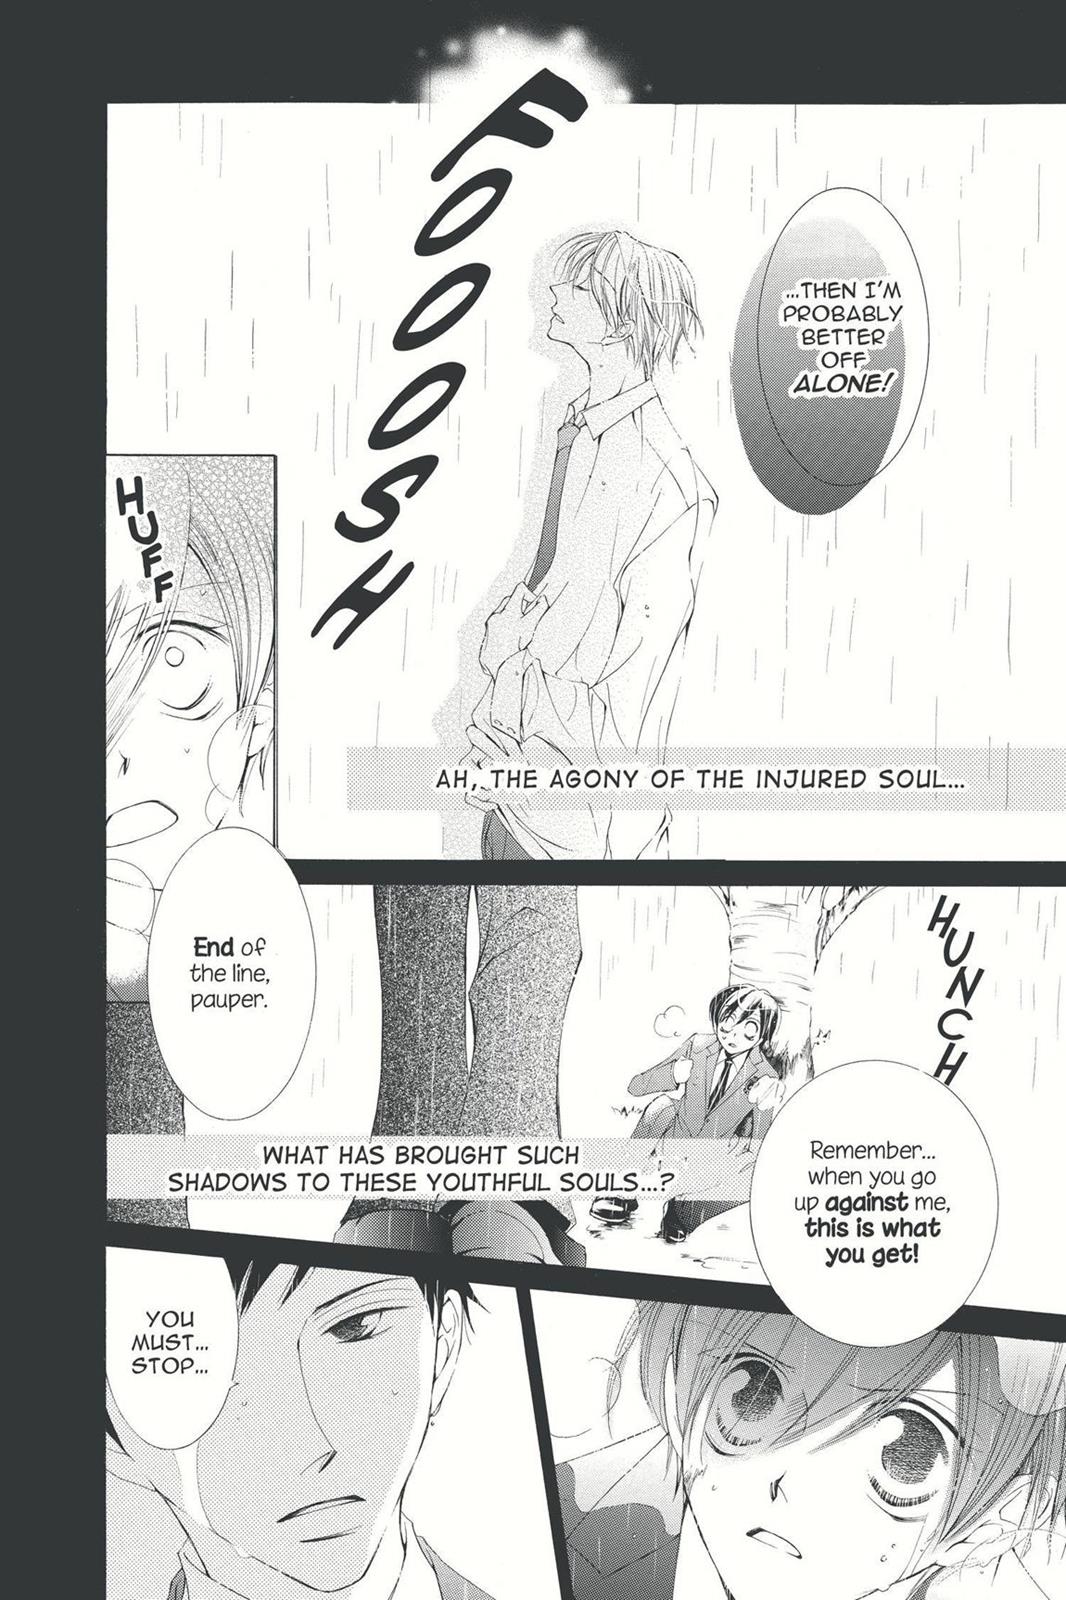 FOOOOSH
...THEN I'M
PROBABLY
BETTER
OFF
ALONE!
HUFF
AH, THE AGONY OF THE INJURED SOUL...
End of
the line,
pauper.
HUNCH
WHAT HAS BROUGHT SUCH
SHADOWS TO THESE YOUTHFUL SOULS...?
Remember...
when you go
up against me,
this is what
you get!
YOU
MUST...
STOP...